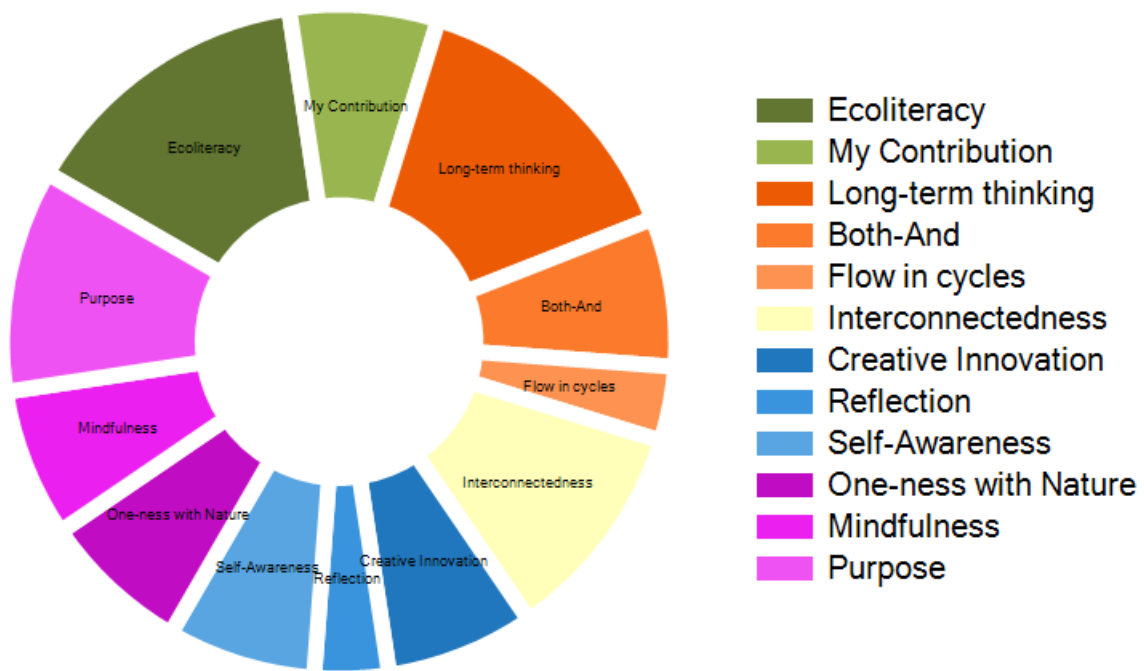 My Contribution
Ecoliteracy
Long-term thinking
Purpose
Both-And
Flow in cycles
Mindfulness
Interconnectedness
One-ness with Nature
Self-Awareness
Reflection
Creative Innovation
Ecoliteracy
My Contribution
Long-term thinking
Both-And
Flow in cycles
Interconnectedness
Creative Innovation
Reflection
Self-Awareness
One-ness with Nature
Mindfulness
Purpose